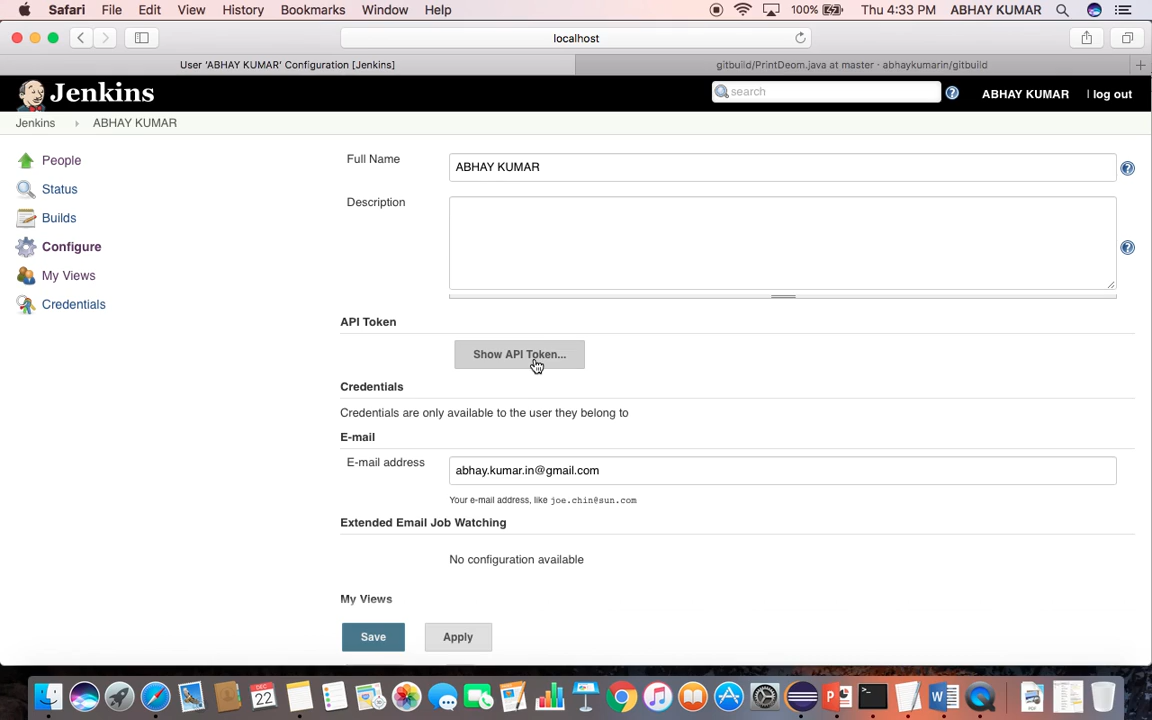 Safari File Edit View History Bookmarks Window Help 100% Thu 4:33 PM ABHAY KUMAR
localhost
User 'ABHAY KUMAR' Configuration [Jenkins] gitbuild/PrintDeom.java at master · abhaykumarin/gitbuild
Jenkins search ABHAY KUMAR | log out
Jenkins ABHAY KUMAR
People
Status
Builds
Configure
My Views
Credentials
Full Name ABHAY KUMAR
Description
API Token
Show API Token...
Credentials
Credentials are only available to the user they belong to
E-mail
E-mail address abhay.kumar.in@gmail.com
Your e-mail address, like joe.chin@sun.com
Extended Email Job Watching
No configuration available
My Views
Save Apply